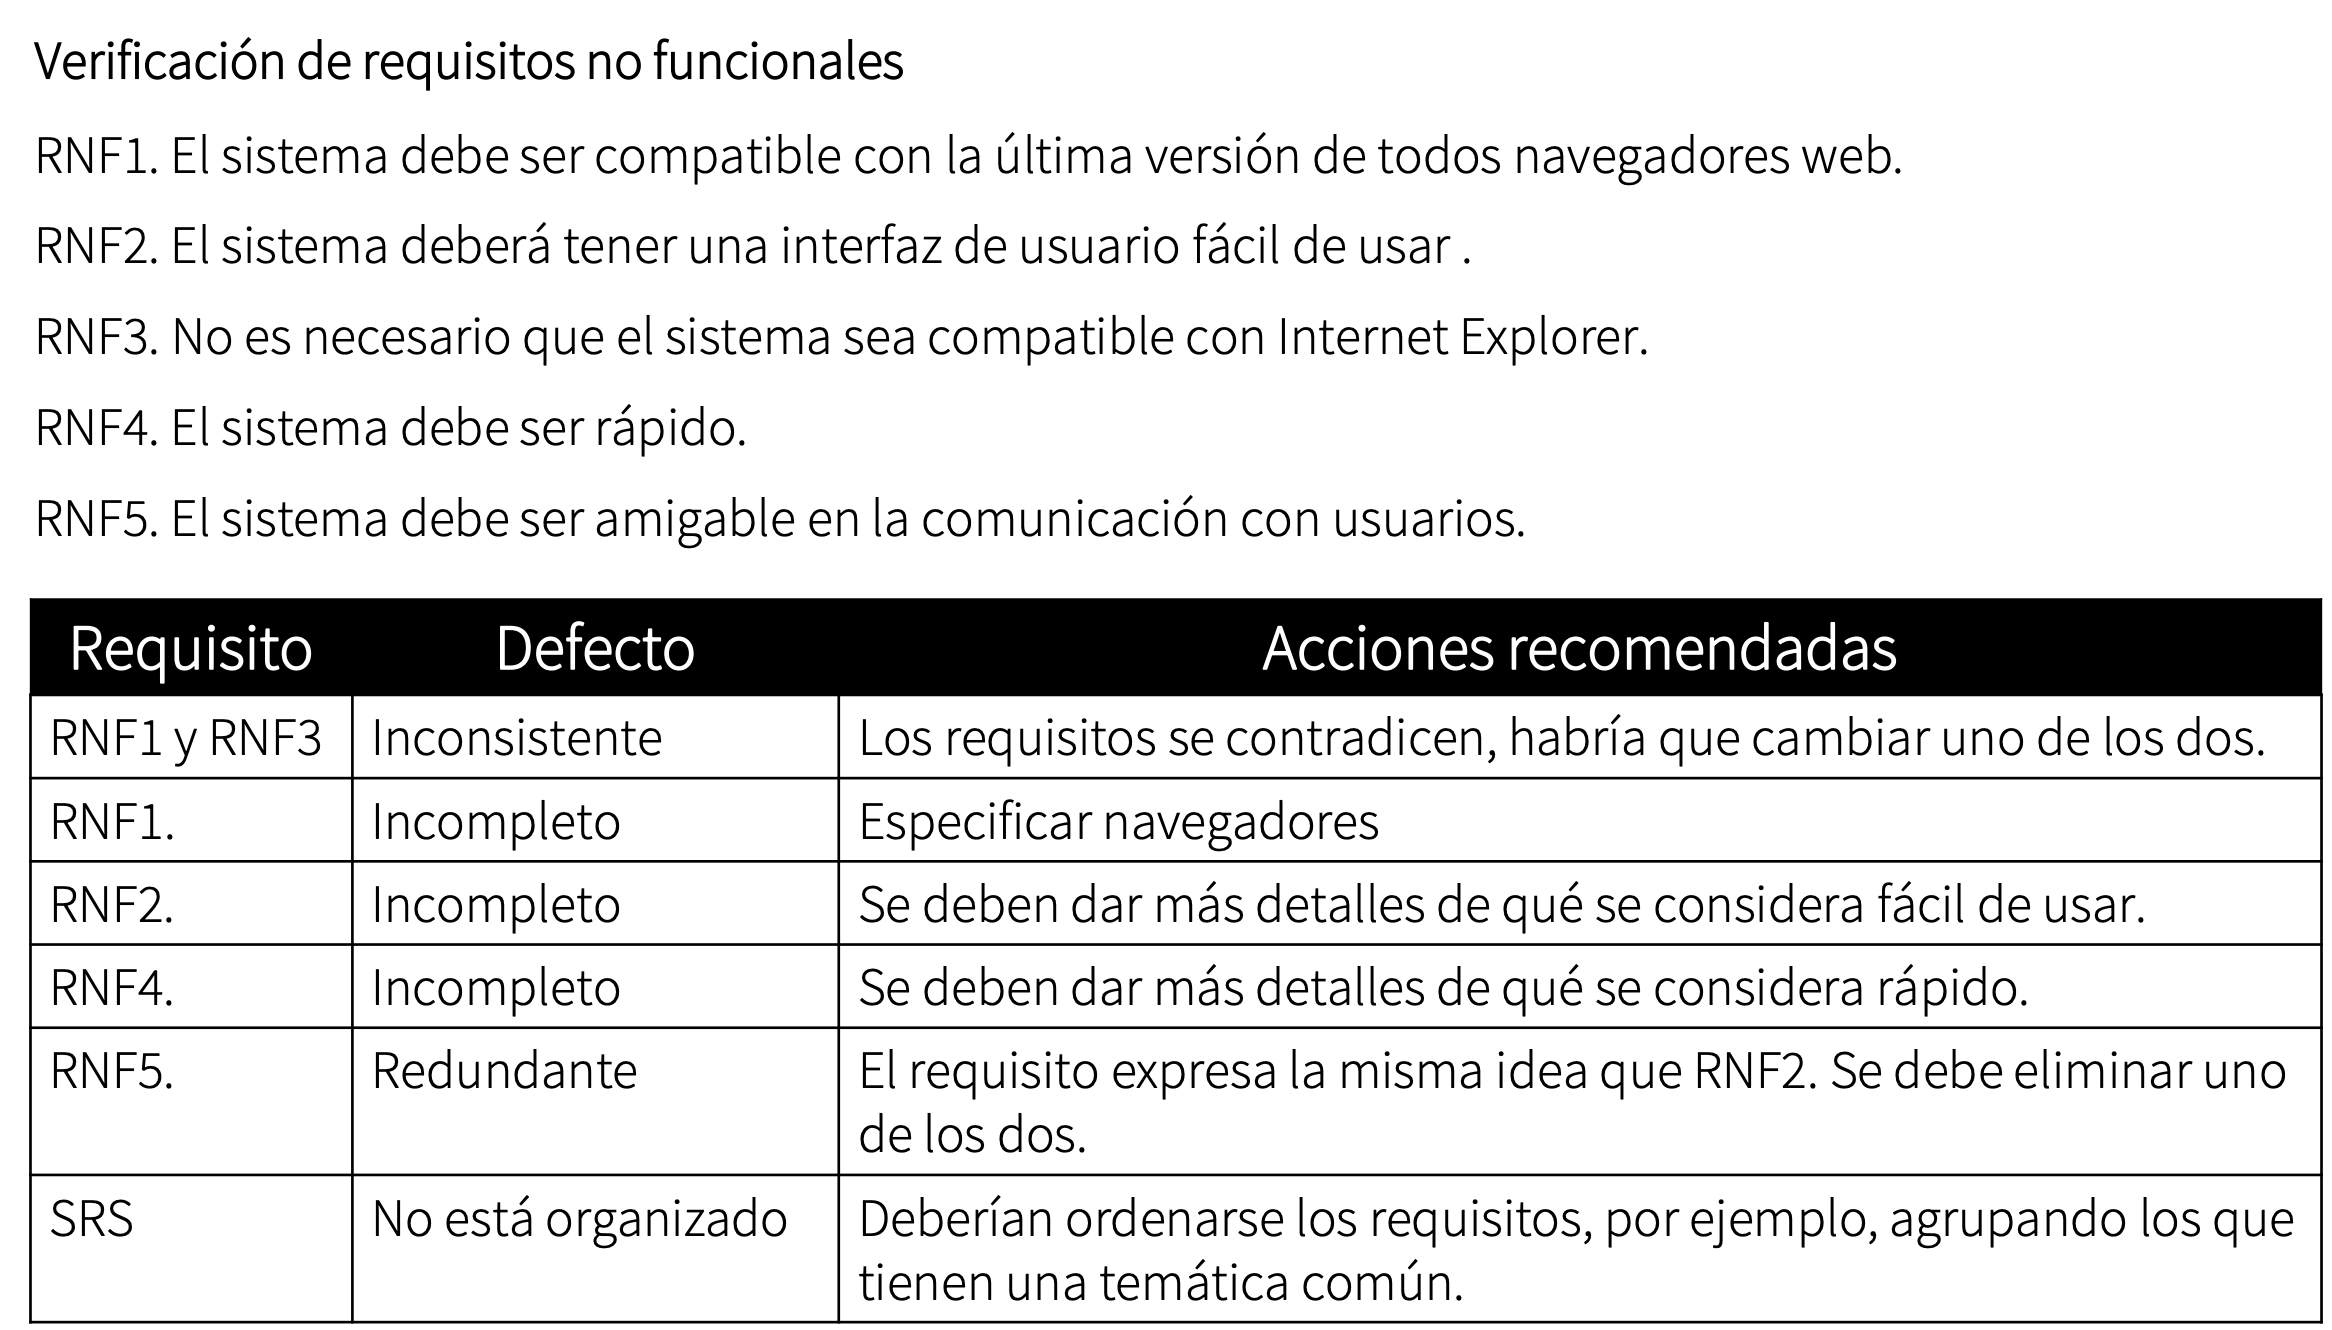 Verificación de requisitos no funcionales
RNF1. El sistema debe ser compatible con la última versión de todos navegadores web.
RNF2. El sistema deberá tener una interfaz de usuario fácil de usar .
RNF3. No es necesario que el sistema sea compatible con Internet Explorer.
RNF4. El sistema debe ser rápido.
RNF5. El sistema debe ser amigable en la comunicación con usuarios.
Requisito Defecto Acciones recomendadas
RNF1 y RNF3 Inconsistente Los requisitos se contradicen, habría que cambiar uno de los dos.
RNF1. Incompleto Especificar navegadores
RNF2. Incompleto Se deben dar más detalles de qué se considera fácil de usar.
RNF4. Incompleto Se deben dar más detalles de qué se considera rápido.
RNF5. Redundante El requisito expresa la misma idea que RNF2. Se debe eliminar uno
de los dos.
SRS No está organizado Deberían ordenarse los requisitos, por ejemplo, agrupando los que
tienen una temática común.